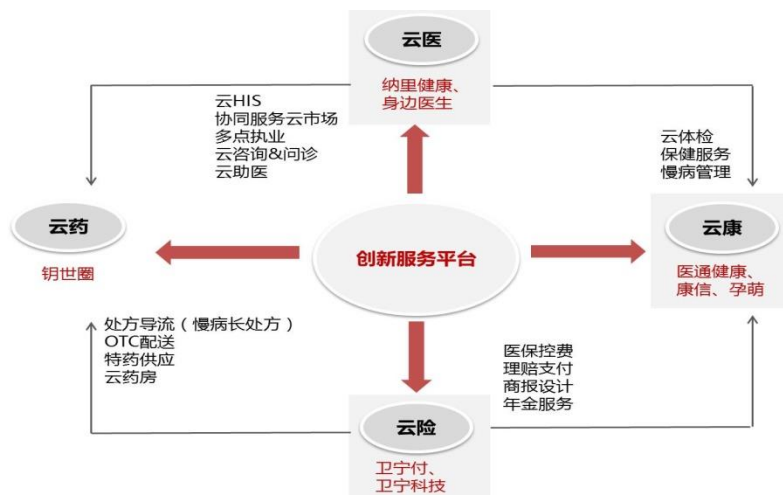 云医
纳里健康、
身边医生
云HIS
协同服务云市场
多点执业
云咨询&问诊
云助医
云体检
保健服务
慢病管理
云药
钥世圈
创新服务平台
云康
医通健康、
康信、孕萌
处方导流（慢病长处方）
OTC配送
特药供应
云药房
医保控费
理赔支付
商报设计
年金服务
云险
卫宁付、
卫宁科技